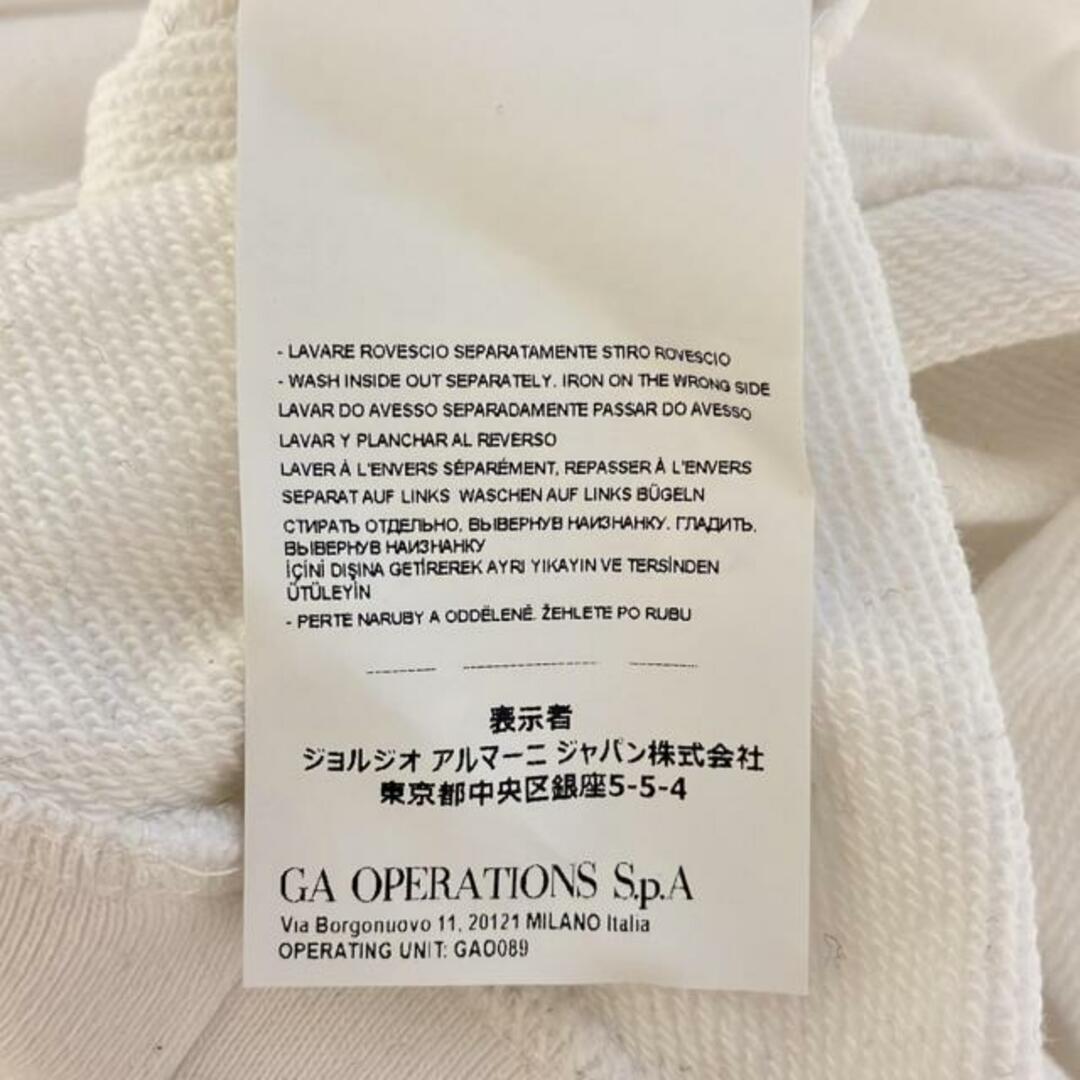 - LAVARE ROVESCIO SEPARATAMENTE STIRO ROVESCIO
- WASH INSIDE OUT SEPARATELY. IRON ON THE WRONG SIDE
LAVAR DO AVESSO SEPARADAMENTE PASSAR DO AVESSO
LAVAR Y PLANCHAR AL REVERSO
LAVER À L'ENVERS SÉPARÉMENT, REPASSER À L'ENVERS
SEPARAT AUF LINKS WASCHEN AUF LINKS BÜGELN
СТИРАТЬ ОТДЕЛЬНО, ВЫВЕРНУВ НАИЗНАНКУ. ГЛАДИТЬ,
ВЫВЕРНУВ НАИЗНАНКУ
İÇİNİ DIŞINA GETİREREK AYRI YIKAYIN VE TERSİNDEN
ÜTÜLEYİN
- PERTE NARUBY A ODDĚLENĚ. ŽEHLETE PO RUBU
表示者
ジョルジオ アルマーニ ジャパン株式会社
東京都中央区銀座5-5-4
GA OPERATIONS S.p.A
Via Borgonuovo 11, 20121 MILANO Italia
OPERATING UNIT: GAO089